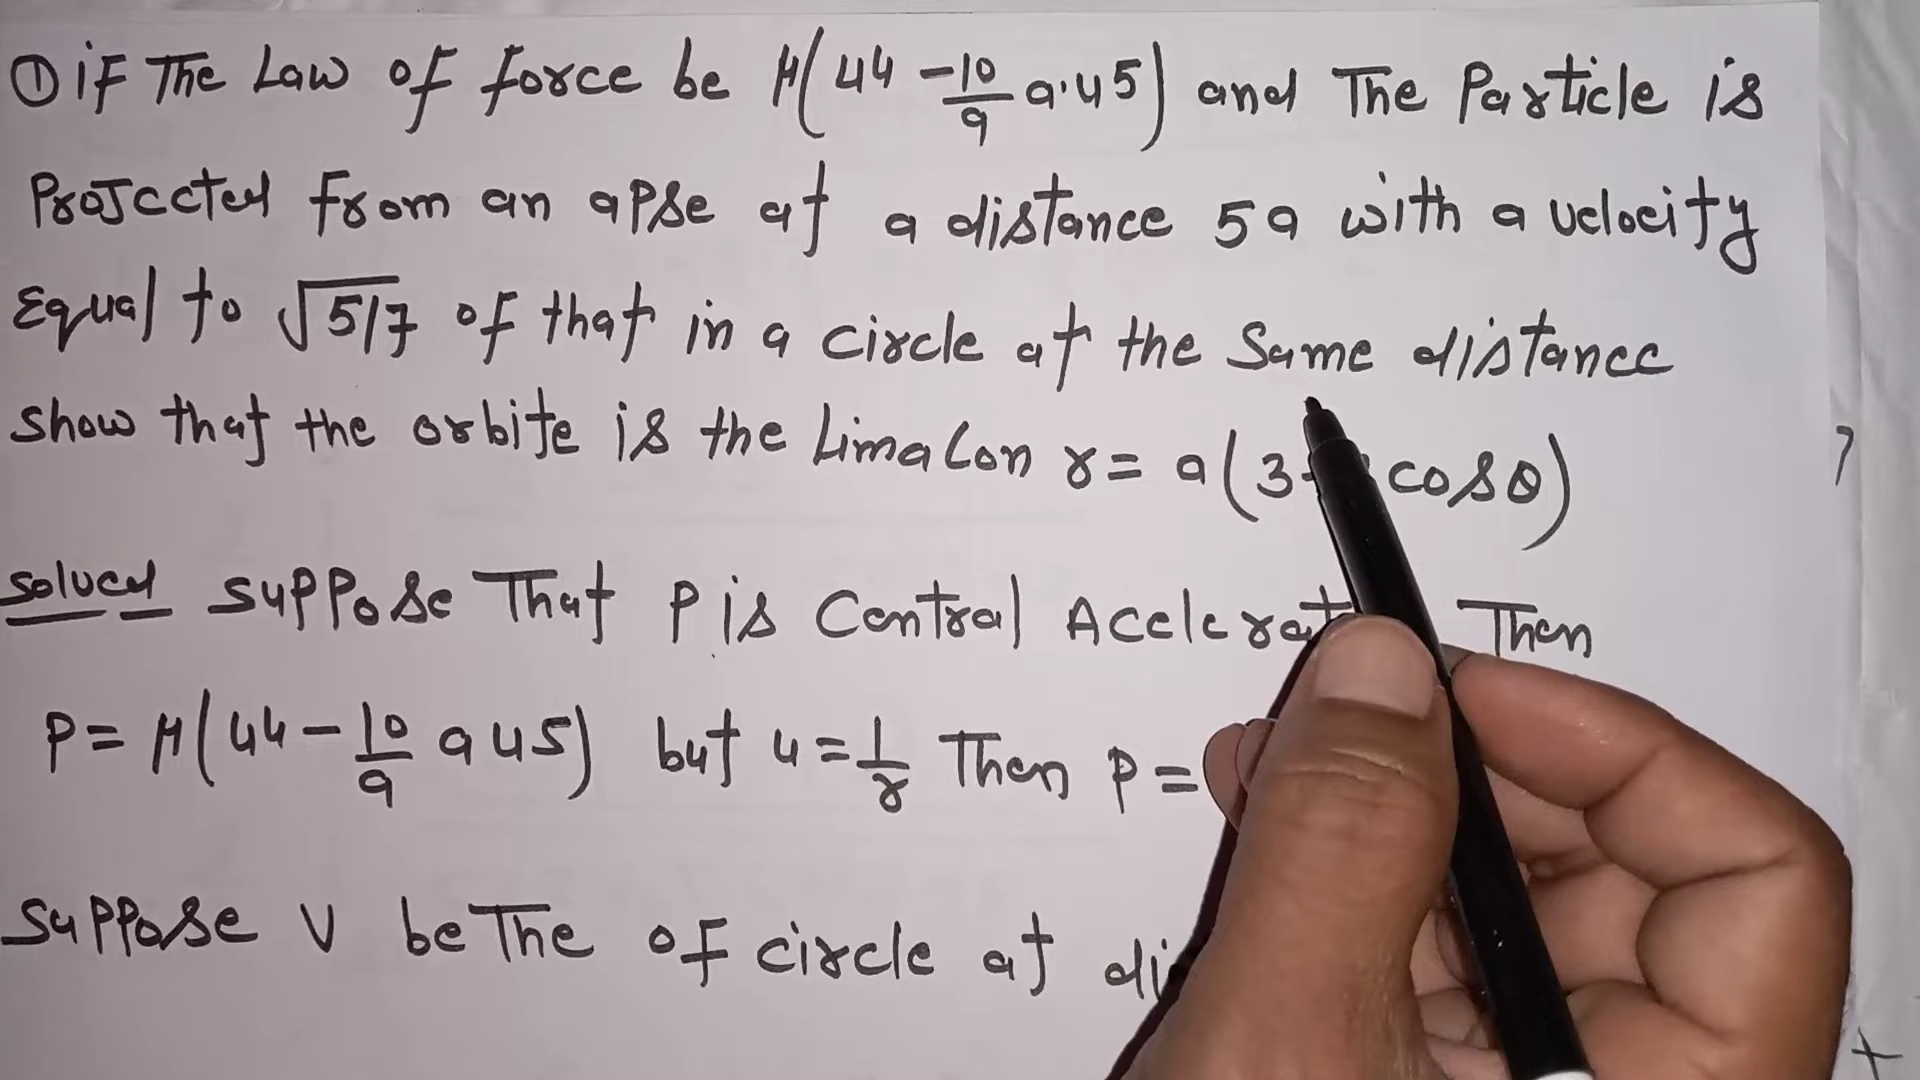 ① if The Law of force be μ(u4 - 10/9 a.u5) and The Particle is
Projected from an apse at a distance 5a with a velocity
Equal to √5/7 of that in a circle at the Same distance
show that the orbite is the Limacon r = a(3 cosθ) ?
solved suppose That P is Central Acelerat Then
P = μ(u4 - 10/9 a u5) but u = 1/r Then P =
suppose V be The of circle at di